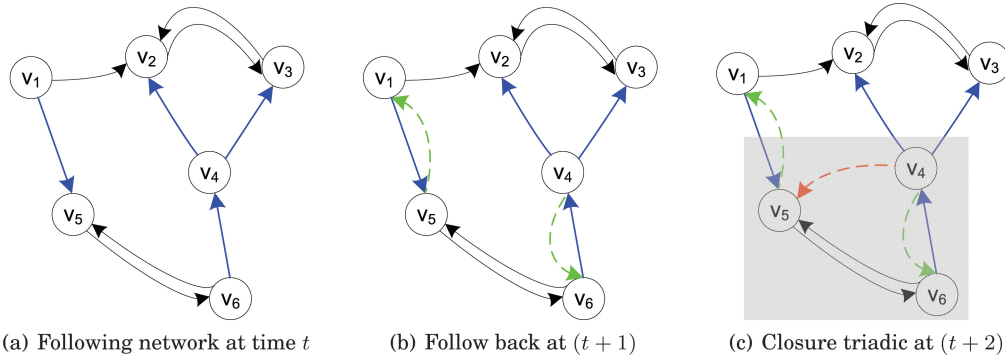 v1
v2
v3
v4
v5
v6
(a) Following network at time t
v1
v2
v3
v4
v5
v6
(b) Follow back at (t + 1)
v1
v2
v3
v4
v5
v6
(c) Closure triadic at (t + 2)